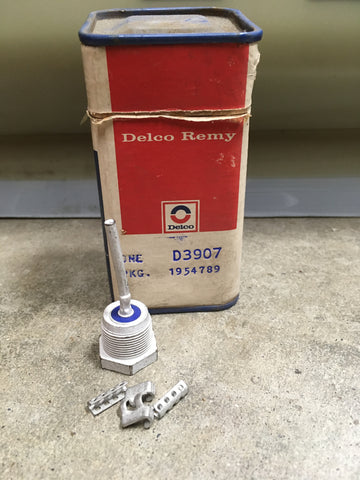 Delco Remy
Delco
ONE D3907
PKG. 1954789